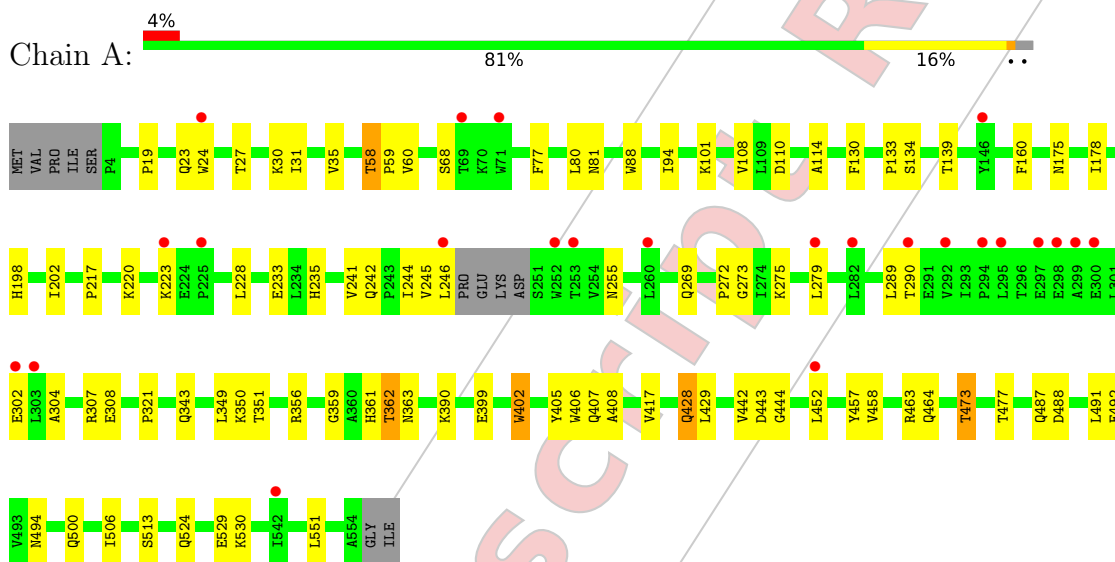 4%
Chain A:
81% 16% • •
MET VAL PRO ILE SER P4 P19 Q23 W24 T27 K30 I31 V35 T58 P59 V60 S68 T69 K70 W71 F77 L80 N81 W88 I94 K101 V108 L109 D110 A114 F130 P133 S134 T139 Y146 F160 N175 I178
H198 I202 P217 K220 K223 E224 P225 L228 E233 L234 H235 V241 Q242 P243 I244 V245 L246 PRO GLU LYS ASP S251 W252 T253 V254 N255 L260 Q269 P272 G273 I274 K275 L279 L282 L289 T290 E291 V292 I293 P294 L295 T296 E297 E298 A299 E300 L301
E302 L303 A304 R307 E308 P321 Q343 L349 K350 T351 R356 G359 A360 H361 T362 N363 K390 E399 W402 Y405 W406 Q407 A408 V417 Q428 L429 V442 D443 G444 L452 Y457 V458 R463 Q464 T473 T477 Q487 D488 L491 E492
V493 N494 Q500 I506 S513 Q524 E529 K530 I542 L551 A554 GLY ILE
script R